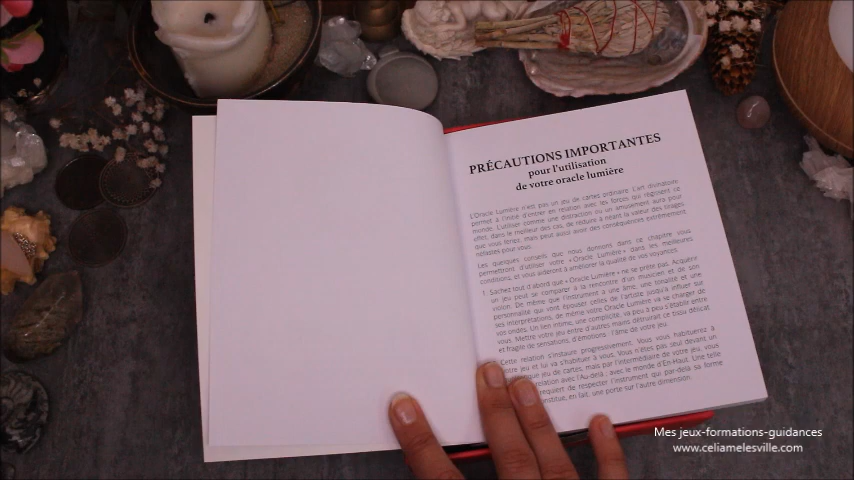 PRÉCAUTIONS IMPORTANTES
pour l'utilisation
de votre oracle lumière
L'Oracle Lumière n'est pas un jeu de cartes ordinaire. L'art divinatoire
permet à l'initié d'entrer en relation avec les forces qui régissent ce
monde. L'utiliser comme une distraction ou un amusement aura pour
effet, dans le meilleur des cas, de réduire à néant la valeur des tirages
que vous feriez, mais peut aussi avoir des conséquences extrêmement
néfastes pour vous.
Les quelques conseils que nous donnons dans ce chapitre vous
permettront d'utiliser votre « Oracle Lumière » dans les meilleures
conditions, et vous aideront à améliorer la qualité de vos voyances.
1. Sachez tout d'abord que « Oracle Lumière » ne se prête pas. Acquérir
un jeu peut se comparer à la rencontre d'un musicien et de son
violon. De même que l'instrument a une âme, une tonalité et une
personnalité qui vont épouser celles de l'artiste jusqu'à influer sur
ses interprétations, de même votre Oracle Lumière va se charger de
vos ondes. Un lien intime, une complicité, va peu à peu s'établir entre
vous. Mettre votre jeu entre d'autres mains détruirait ce tissu délicat
et fragile de sensations, d'émotions : l'âme de votre jeu.
Cette relation s'instaure progressivement. Vous vous habituerez à
votre jeu et lui va s'habituer à vous. Vous n'êtes pas seul devant un
jeu de cartes, mais par l'intermédiaire de votre jeu, vous
relation avec l'Au-delà ; avec le monde d'En-Haut. Une telle
requiert de respecter l'instrument qui par-delà sa forme
constitue, en fait, une porte sur l'autre dimension.
Mes jeux-formations-guidances
www.celiamelesville.com